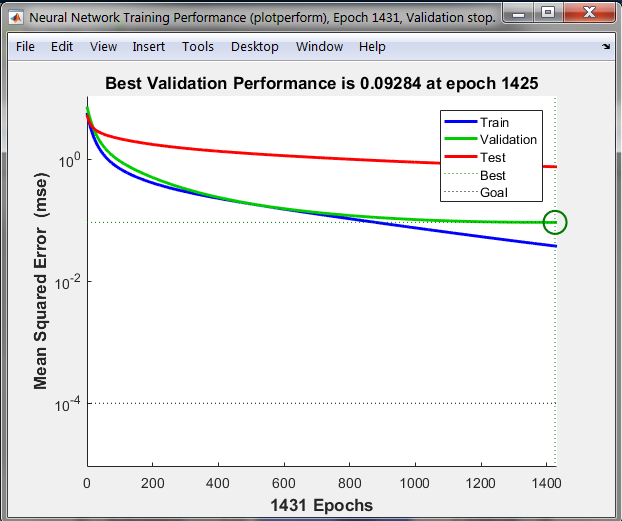 Neural Network Training Performance (plotperform), Epoch 1431, Validation stop.
File Edit View Insert Tools Desktop Window Help
Best Validation Performance is 0.09284 at epoch 1425
Train
Validation
Test
Best
Goal
Mean Squared Error (mse)
10^0
10^-2
10^-4
0 200 400 600 800 1000 1200 1400
1431 Epochs